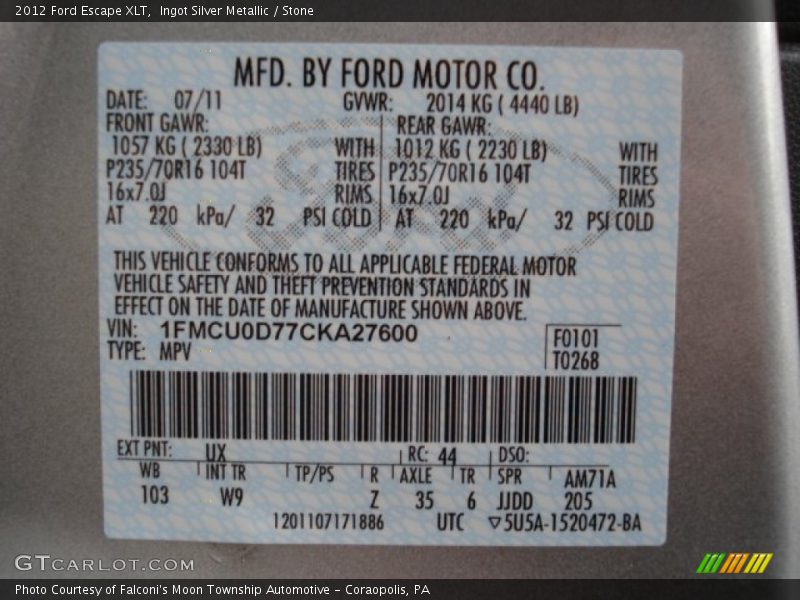 2012 Ford Escape XLT,  Ingot Silver Metallic / Stone
MFD. BY FORD MOTOR CO.
DATE: 07/11 GVWR: 2014 KG ( 4440 LB)
FRONT GAWR: REAR GAWR:
1057 KG ( 2330 LB) WITH 1012 KG ( 2230 LB) WITH
P235/70R16 104T TIRES P235/70R16 104T TIRES
16x7.0J RIMS 16x7.0J RIMS
AT 220 kPa/ 32 PSI COLD AT 220 kPa/ 32 PSI COLD
THIS VEHICLE CONFORMS TO ALL APPLICABLE FEDERAL MOTOR
VEHICLE SAFETY AND THEFT PREVENTION STANDARDS IN
EFFECT ON THE DATE OF MANUFACTURE SHOWN ABOVE.
VIN: 1FMCU0D77CKA27600 F0101
TYPE: MPV T0268
EXT PNT: UX RC: 44 DSO:
WB INT TR TP/PS R AXLE TR SPR AM71A
103 W9 Z 35 6 JJDD 205
1201107171886 UTC ▽5U5A-1520472-BA
GTCARLOT.COM
Photo Courtesy of Falconi's Moon Township Automotive – Coraopolis, PA